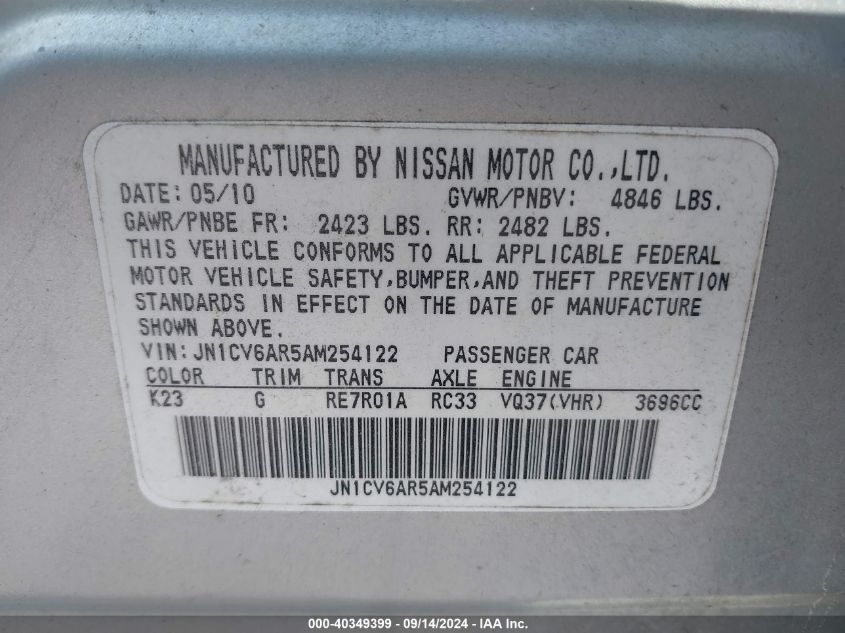 MANUFACTURED BY NISSAN MOTOR CO.,LTD.
DATE: 05/10 GVWR/PNBV: 4846 LBS.
GAWR/PNBE FR: 2423 LBS. RR: 2482 LBS.
THIS VEHICLE CONFORMS TO ALL APPLICABLE FEDERAL
MOTOR VEHICLE SAFETY,BUMPER,AND THEFT PREVENTION
STANDARDS IN EFFECT ON THE DATE OF MANUFACTURE
SHOWN ABOVE.
VIN: JN1CV6AR5AM254122 PASSENGER CAR
COLOR TRIM TRANS AXLE ENGINE
K23 G RE7R01A RC33 VQ37(VHR) 3696CC
JN1CV6AR5AM254122
000-40349399 - 09/14/2024 - IAA Inc.